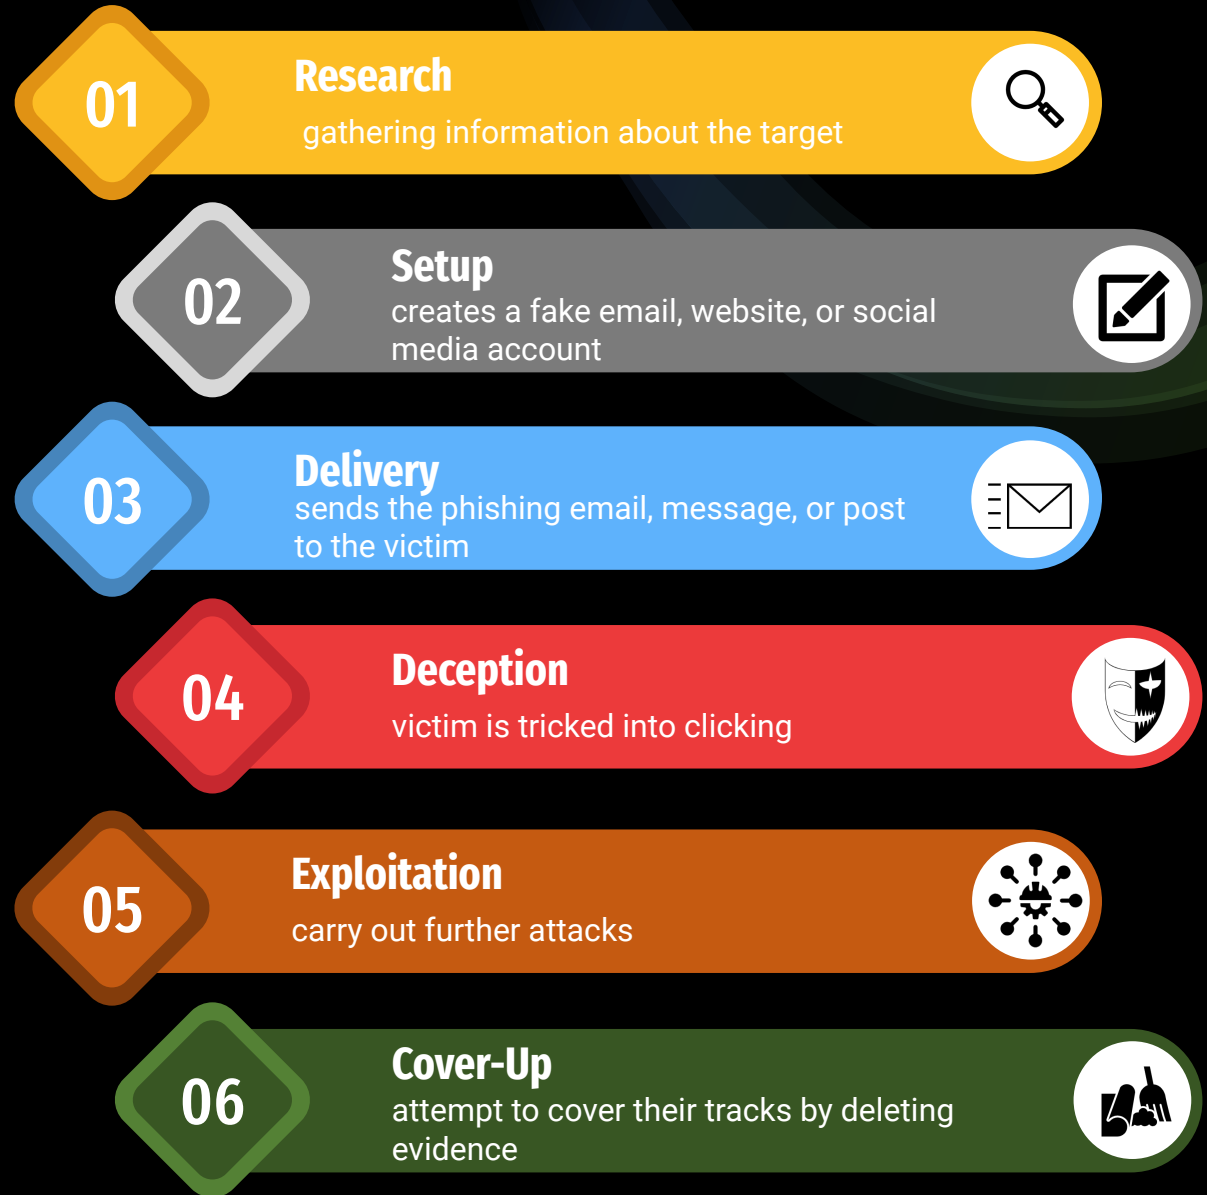 01
Research
gathering information about the target
02
Setup
creates a fake email, website, or social
media account
03
Delivery
sends the phishing email, message, or post
to the victim
04
Deception
victim is tricked into clicking
05
Exploitation
carry out further attacks
06
Cover-Up
attempt to cover their tracks by deleting
evidence